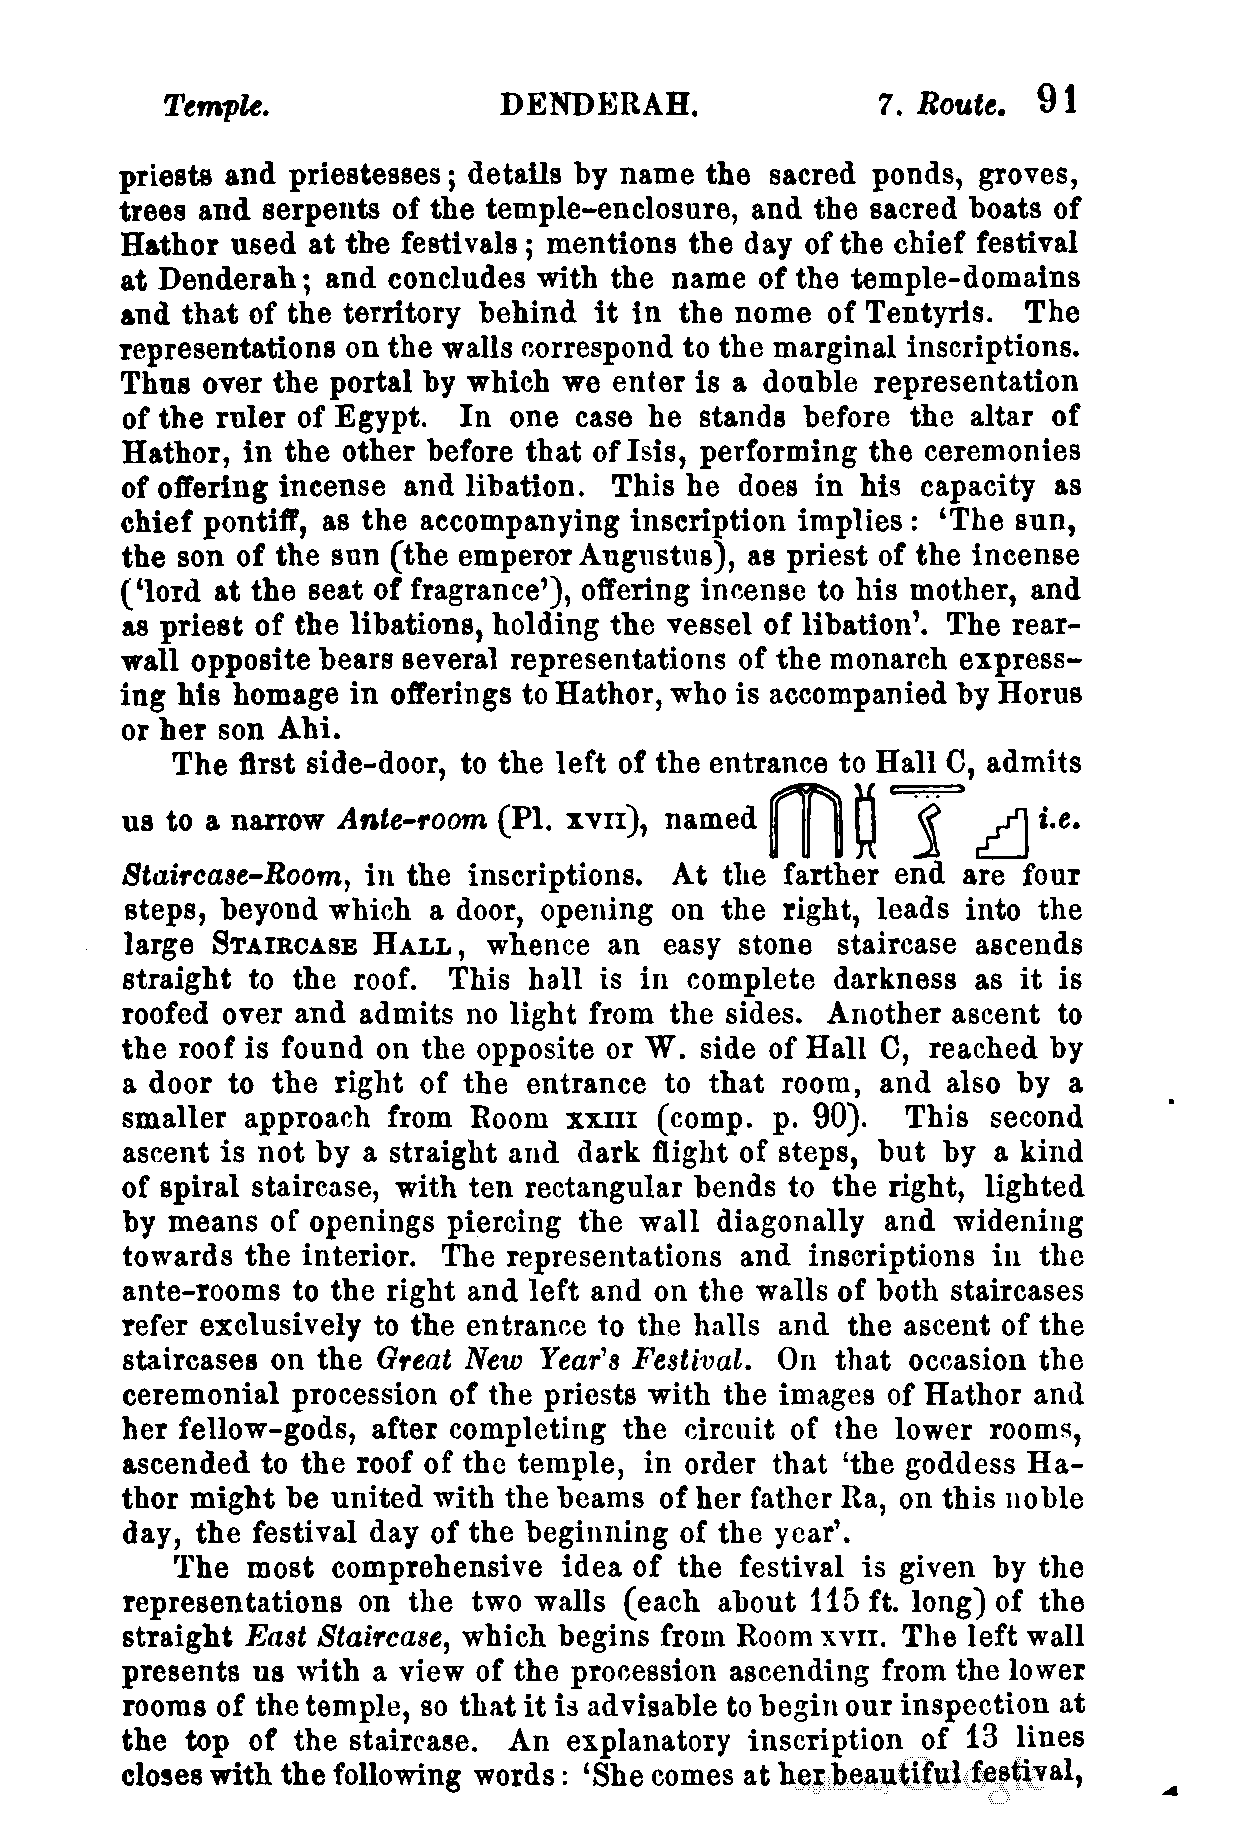 Temple. DENDERAH. 7. Route. 91
priests and priestesses; details by name the sacred ponds, groves,
trees and serpents of the temple-enclosure, and the sacred boats of
Hathor used at the festivals; mentions the day of the chief festival
at Denderah; and concludes with the name of the temple-domains
and that of the territory behind it in the nome of Tentyris. The
representations on the walls correspond to the marginal inscriptions.
Thus over the portal by which we enter is a double representation
of the ruler of Egypt. In one case he stands before the altar of
Hathor, in the other before that of Isis, performing the ceremonies
of offering incense and libation. This he does in his capacity as
chief pontiff, as the accompanying inscription implies: ‘The sun,
the son of the sun (the emperor Augustus), as priest of the incense
(‘lord at the seat of fragrance’), offering incense to his mother, and
as priest of the libations, holding the vessel of libation’. The rear-
wall opposite bears several representations of the monarch express-
ing his homage in offerings to Hathor, who is accompanied by Horus
or her son Ahi.
The first side-door, to the left of the entrance to Hall C, admits
us to a narrow Ante-room (Pl. XVII), named i.e.
Staircase-Room, in the inscriptions. At the farther end are four
steps, beyond which a door, opening on the right, leads into the
large STAIRCASE HALL, whence an easy stone staircase ascends
straight to the roof. This hall is in complete darkness as it is
roofed over and admits no light from the sides. Another ascent to
the roof is found on the opposite or W. side of Hall C, reached by
a door to the right of the entrance to that room, and also by a
smaller approach from Room XXIII (comp. p. 90). This second
ascent is not by a straight and dark flight of steps, but by a kind
of spiral staircase, with ten rectangular bends to the right, lighted
by means of openings piercing the wall diagonally and widening
towards the interior. The representations and inscriptions in the
ante-rooms to the right and left and on the walls of both staircases
refer exclusively to the entrance to the halls and the ascent of the
staircases on the Great New Year's Festival. On that occasion the
ceremonial procession of the priests with the images of Hathor and
her fellow-gods, after completing the circuit of the lower rooms,
ascended to the roof of the temple, in order that ‘the goddess Ha-
thor might be united with the beams of her father Ra, on this noble
day, the festival day of the beginning of the year’.
The most comprehensive idea of the festival is given by the
representations on the two walls (each about 115 ft. long) of the
straight East Staircase, which begins from Room XVII. The left wall
presents us with a view of the procession ascending from the lower
rooms of the temple, so that it is advisable to begin our inspection at
the top of the staircase. An explanatory inscription of 13 lines
closes with the following words: ‘She comes at her beautiful festival,